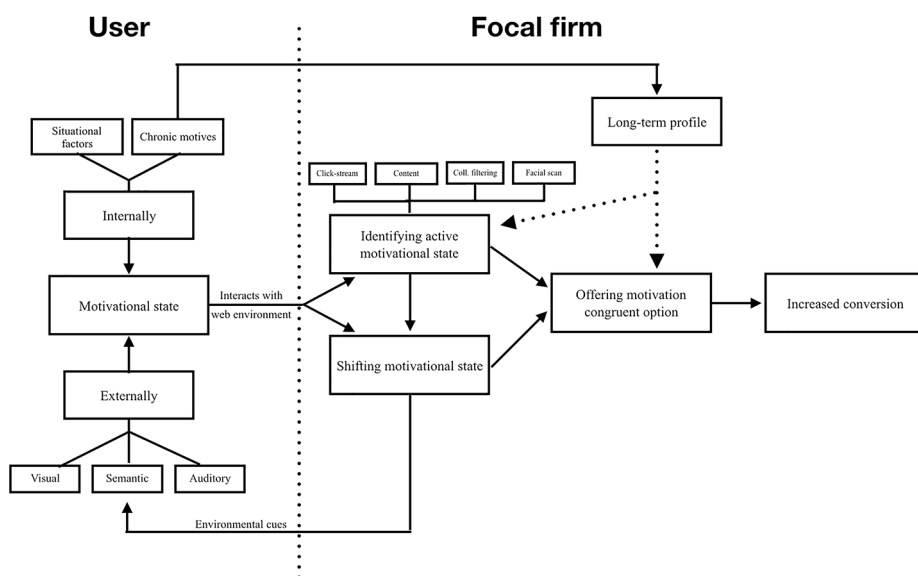 User
Focal firm
Long-term profile
Situational
factors
Chronic motives
Click-stream
Content
Coll. filtering
Facial scan
Internally
Identifying active
motivational state
Motivational state
Interacts with
web environment
Offering motivation
congruent option
Increased conversion
Shifting motivational state
Externally
Visual
Semantic
Auditory
Environmental cues